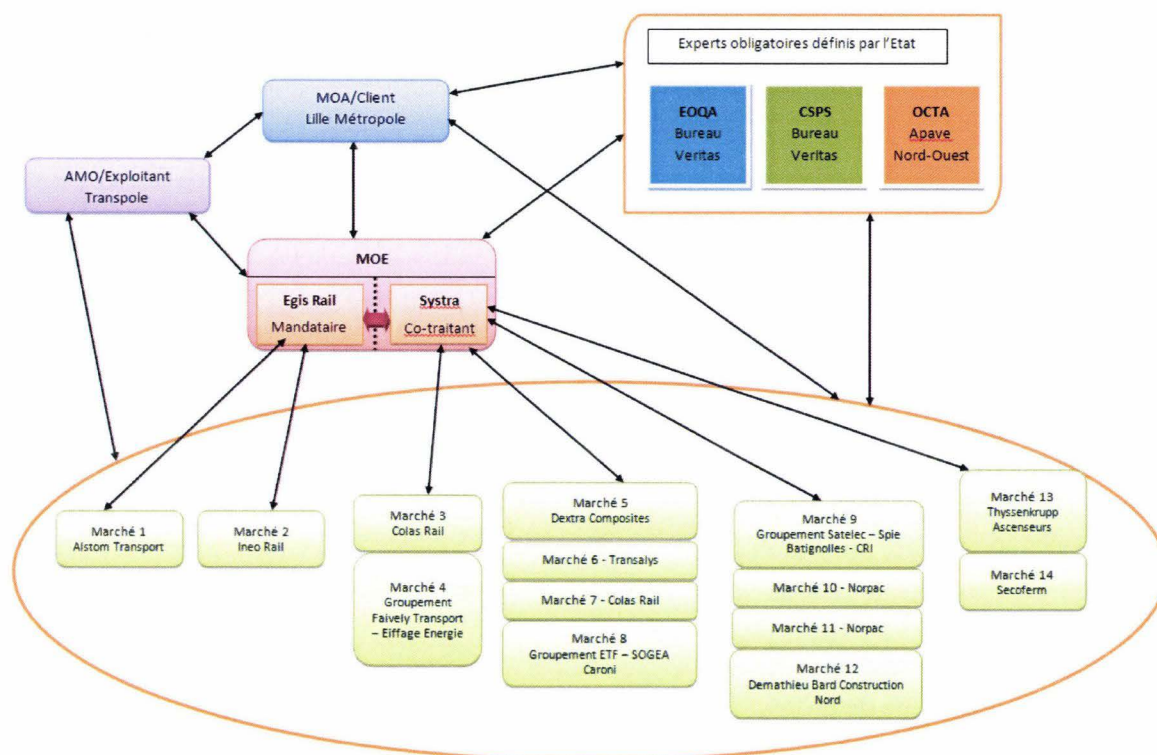 Experts obligatoires définis par l'Etat
EOQA
Bureau
Veritas
CSPS
Bureau
Veritas
OCTA
Apave
Nord-Ouest
MOA/Client
Lille Métropole
AMO/Exploitant
Transpole
MOE
Egis Rail
Mandataire
Systra
Co-traitant
Marché 1
Alstom Transport
Marché 2
Ineo Rail
Marché 3
Colas Rail
Marché 4
Groupement
Faively Transport
– Eiffage Energie
Marché 5
Dextra Composites
Marché 6 - Transalys
Marché 7 - Colas Rail
Marché 8
Groupement ETF – SOGEA
Caroni
Marché 9
Groupement Satelec – Spie
Batignolles - CRI
Marché 10 - Norpac
Marché 11 - Norpac
Marché 12
Demathieu Bard Construction
Nord
Marché 13
Thyssenkrupp
Ascenseurs
Marché 14
Secoferm